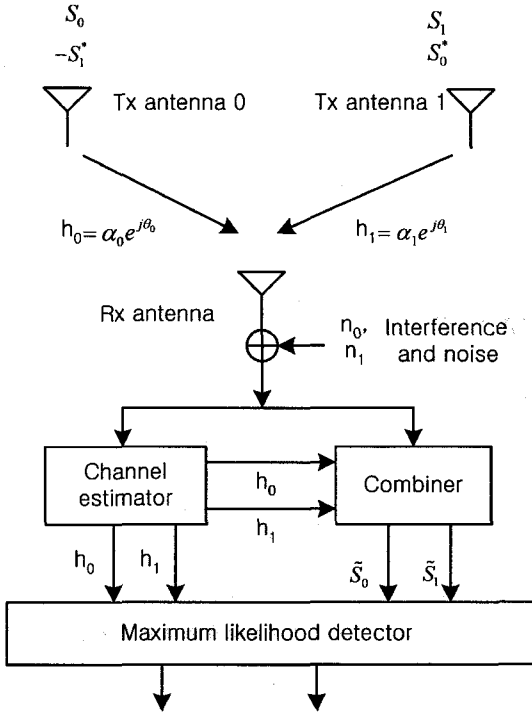 S₀ S₁
-S₁* S₀*
Tx antenna 0 Tx antenna 1
h₀= α₀e^{jθ₀} h₁= α₁e^{jθ₁}
Rx antenna
n₀, Interference
n₁ and noise
Channel
estimator
h₀
h₁
Combiner
h₀ h₁ S̃₀ S̃₁
Maximum likelihood detector